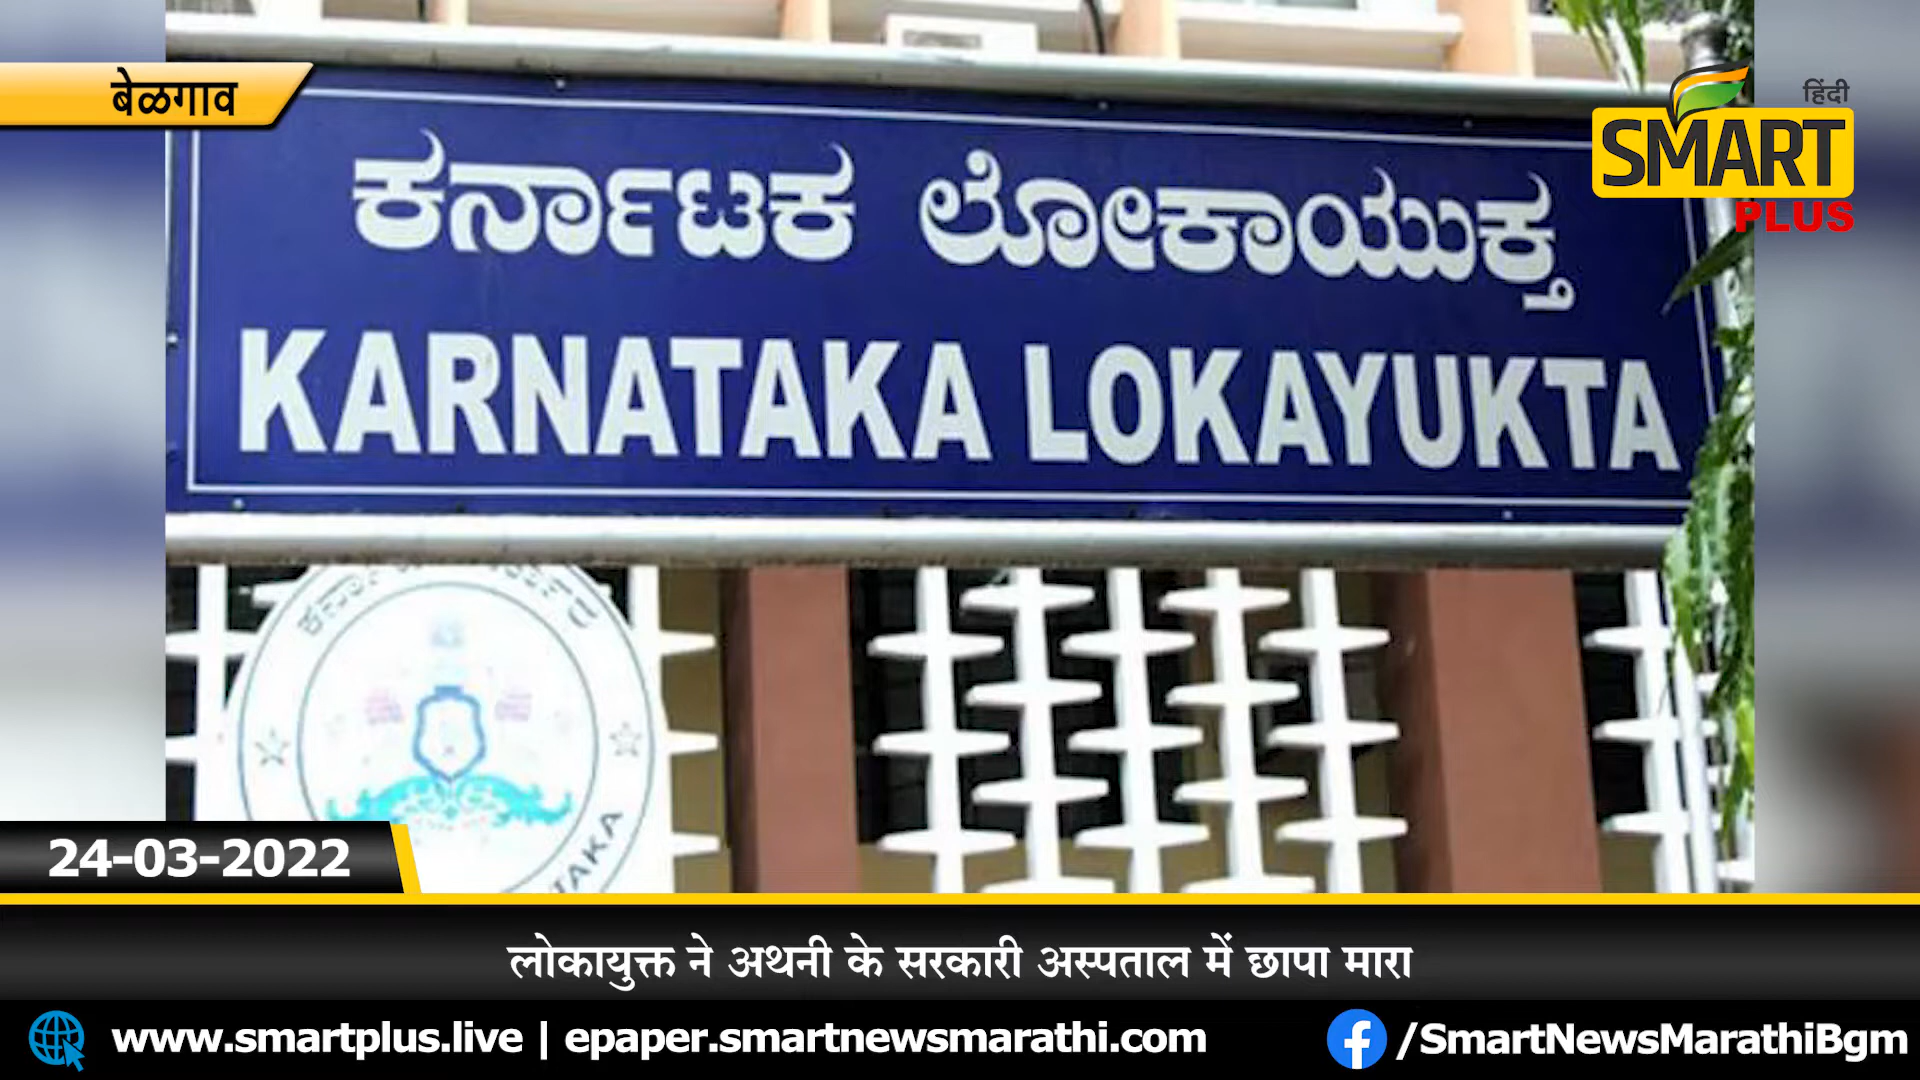 बेळगाव
हिंदी
SMART
PLUS
ಕರ್ನಾಟಕ ಲೋಕಾಯುಕ್ತ
KARNATAKA LOKAYUKTA
TAKA
24-03-2022
लोकायुक्त ने अथनी के सरकारी अस्पताल में छापा मारा
www.smartplus.live | epaper.smartnewsmarathi.com
/SmartNewsMarathiBgm